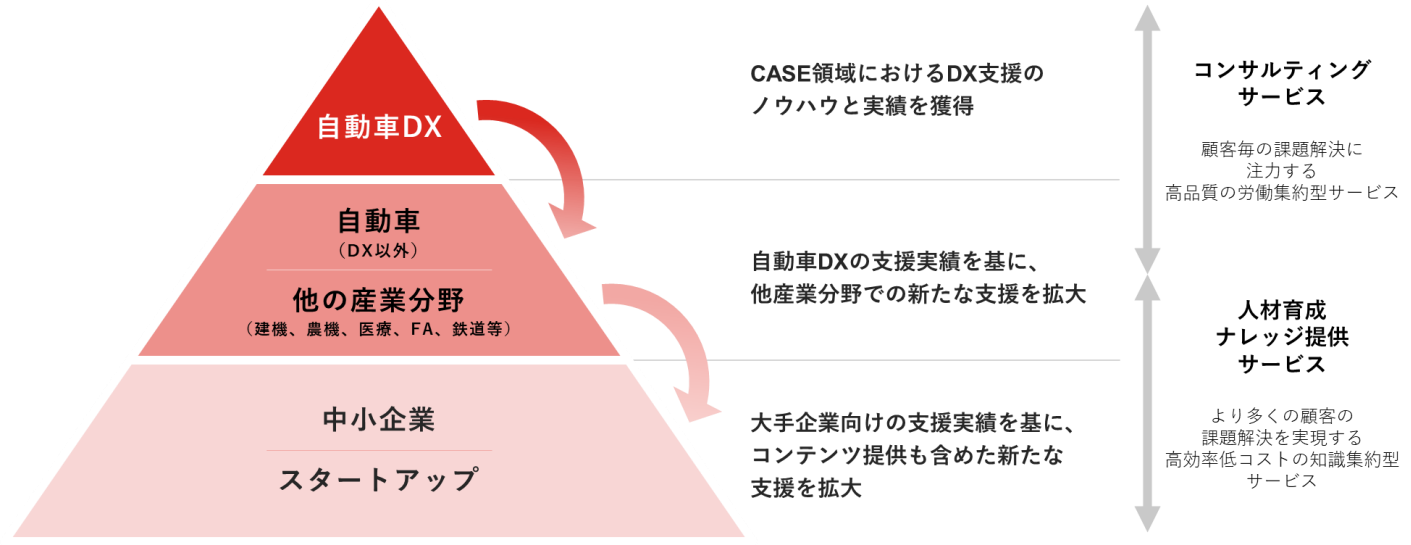 自動車DX
自動車
（DX以外）
他の産業分野
（建機、農機、医療、FA、鉄道等）
中小企業
スタートアップ
CASE領域におけるDX支援の
ノウハウと実績を獲得
自動車DXの支援実績を基に、
他産業分野での新たな支援を拡大
大手企業向けの支援実績を基に、
コンテンツ提供も含めた新たな
支援を拡大
コンサルティング
サービス
顧客毎の課題解決に
注力する
高品質の労働集約型サービス
人材育成
ナレッジ提供
サービス
より多くの顧客の
課題解決を実現する
高効率低コストの知識集約型
サービス